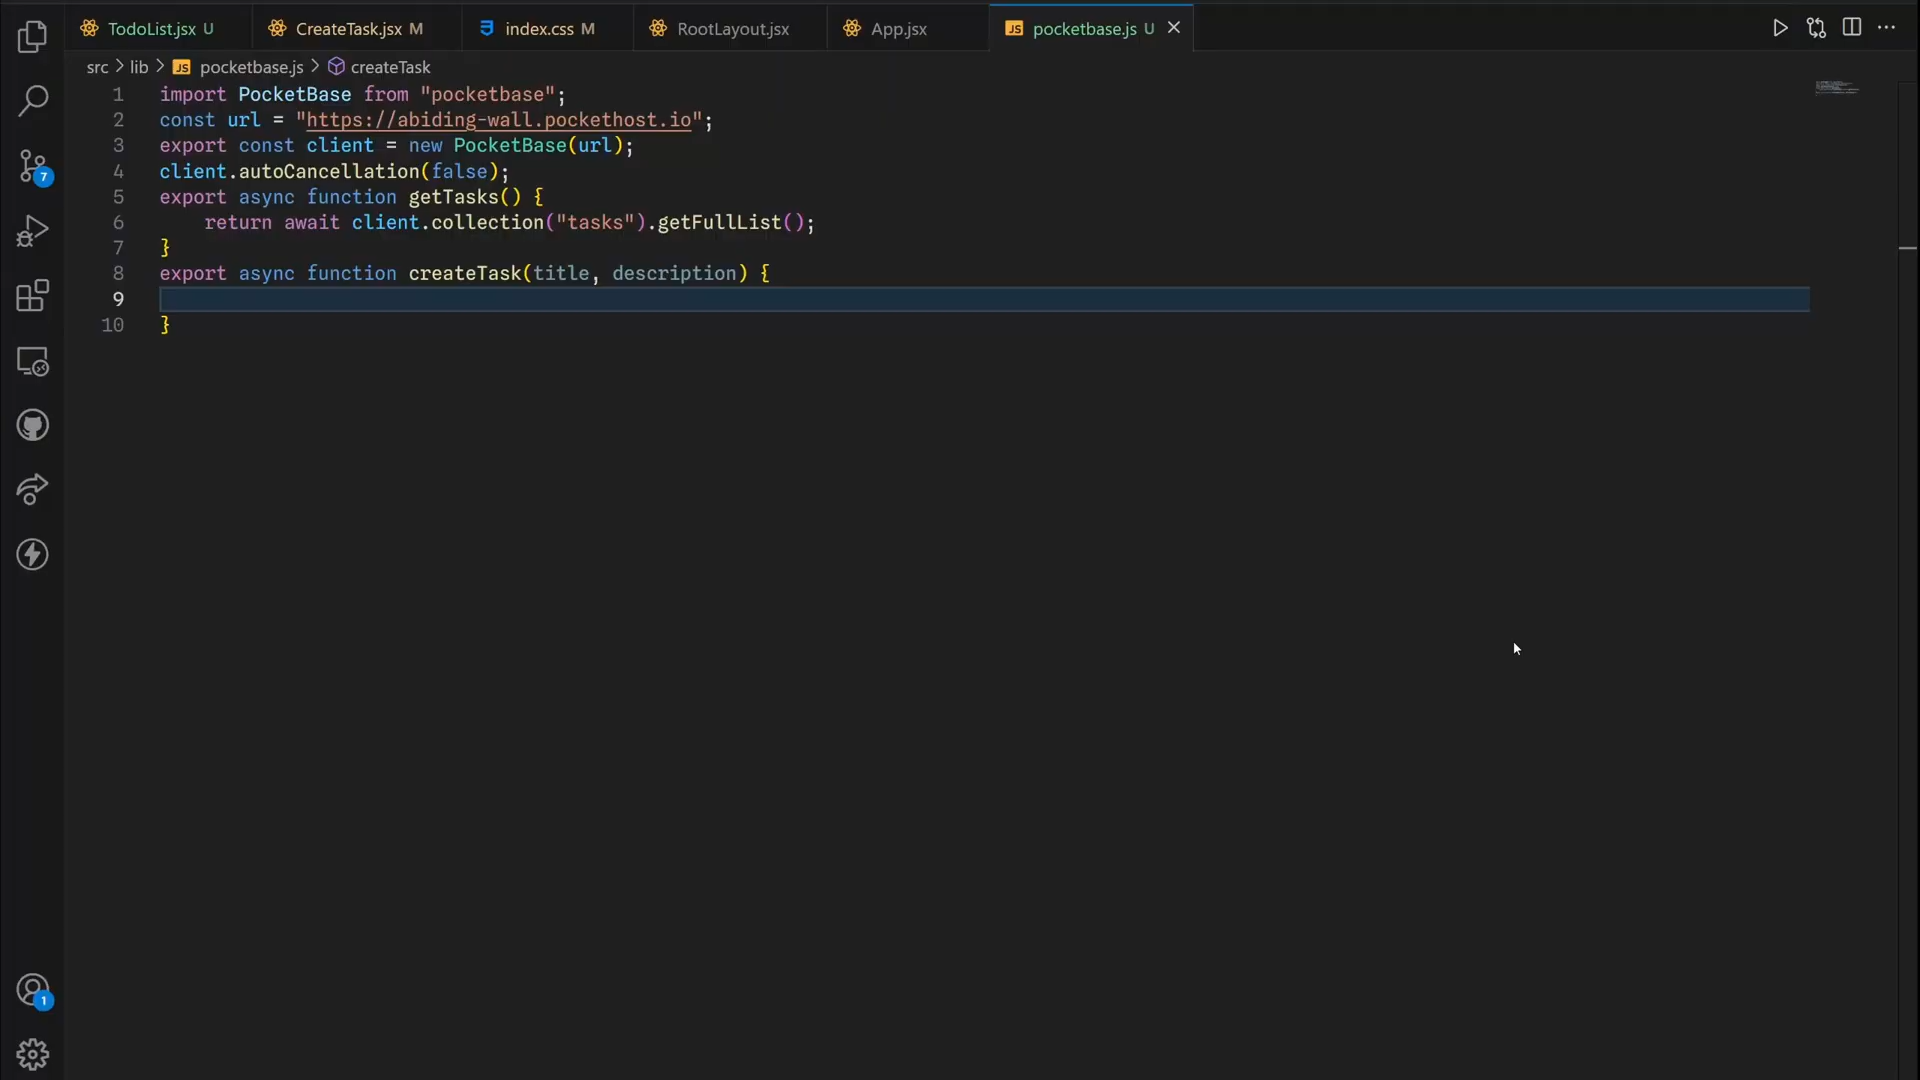 TodoList.jsx U
CreateTask.jsx M
index.css M
RootLayout.jsx
App.jsx
JS pocketbase.js U
src > lib > JS pocketbase.js > createTask
1 import PocketBase from "pocketbase";
2 const url = "https://abiding-wall.pockethost.io";
3 export const client = new PocketBase(url);
4 client.autoCancellation(false);
5 export async function getTasks() {
6     return await client.collection("tasks").getFullList();
7 }
8 export async function createTask(title, description) {
9
10 }
7
1